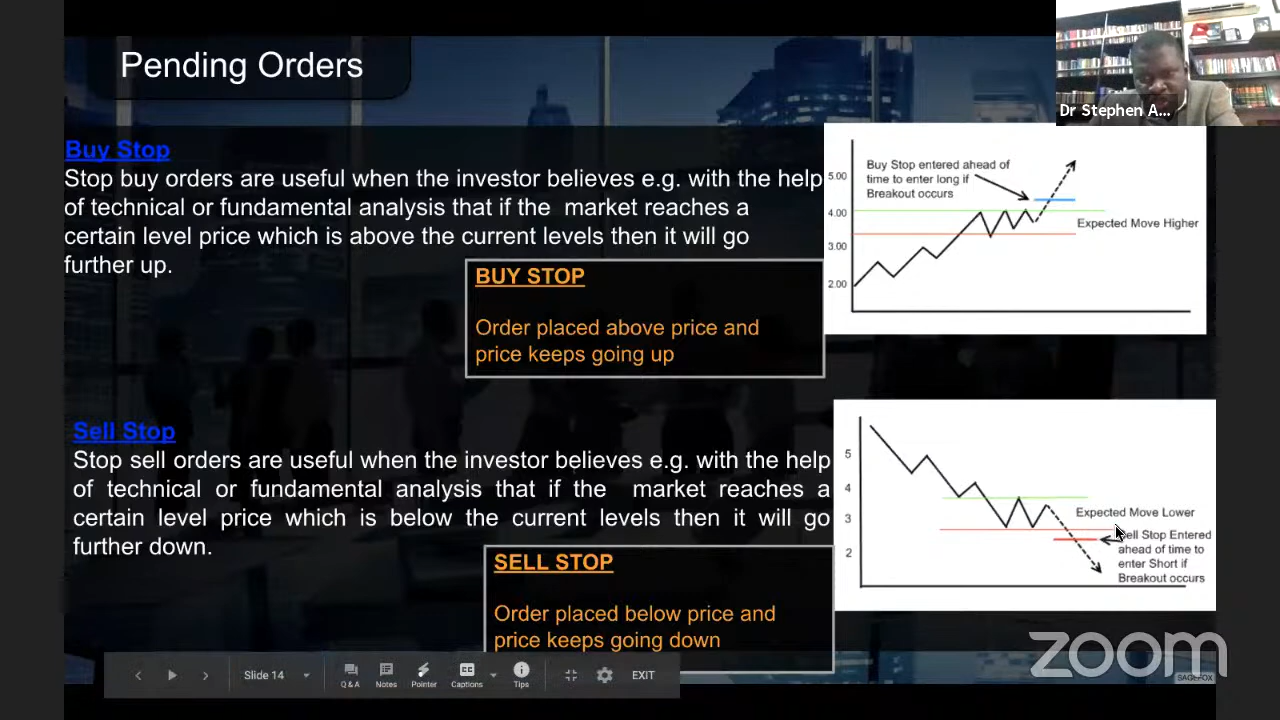 Pending Orders
Dr Stephen A...
Buy Stop
Stop buy orders are useful when the investor believes e.g. with the help
of technical or fundamental analysis that if the market reaches a
certain level price which is above the current levels then it will go
further up.
BUY STOP
Order placed above price and
price keeps going up
Buy Stop entered ahead of
time to enter long if
Breakout occurs
5.00
4.00
3.00
2.00
Expected Move Higher
Sell Stop
Stop sell orders are useful when the investor believes e.g. with the help
of technical or fundamental analysis that if the market reaches a
certain level price which is below the current levels then it will go
further down.
SELL STOP
Order placed below price and
price keeps going down
5
4
3
2
Expected Move Lower
Sell Stop Entered
ahead of time to
enter Short if
Breakout occurs
Slide 14
Q&A
Notes
Pointer
Captions
Tips
EXIT
zoom
SAGEFOX